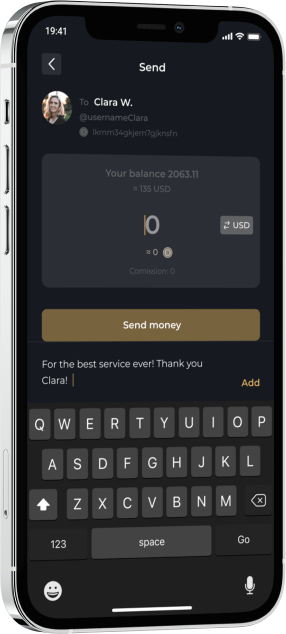 19:41
Send
To Clara W.
@usernameClara
Your balance 2063.11
≈ 135 USD
0
USD
≈ 0
Comission: 0
Send money
For the best service ever! Thank you
Clara!
Add
Q W E R T Y U I O P
A S D F G H J K L
Z X C V B N M
123 space Go